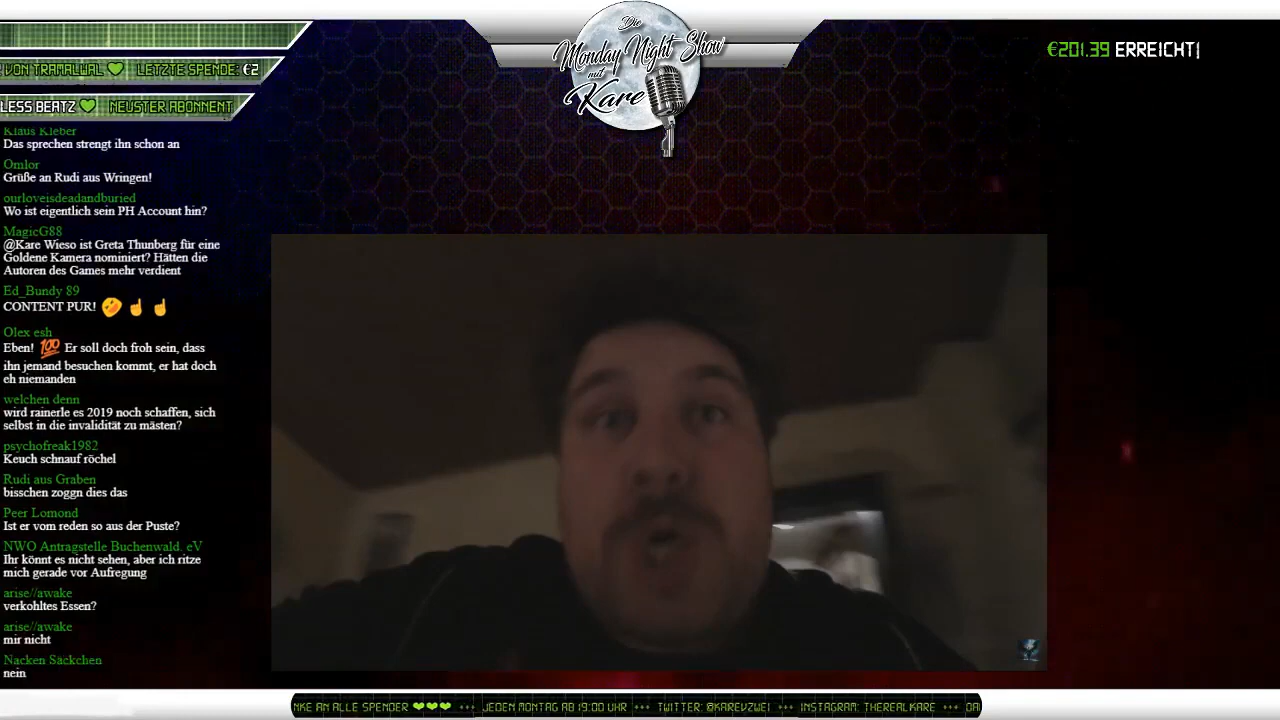 Die
Monday Night Show
mit
Kare
€201.39 ERREICHT!
VON TRAMALWAL 💚 LETZTE SPENDE: €2
LESS BEATZ 💚 NEUSTER ABONNENT
Klaus Kleber
Das sprechen strengt ihn schon an
Omlor
Grüße an Rudi aus Wringen!
ourloveisdeadandburied
Wo ist eigentlich sein PH Account hin?
MagicG88
@Kare Wieso ist Greta Thunberg für eine
Goldene Kamera nominiert? Hätten die
Autoren des Games mehr verdient
Ed_Bundy 89
CONTENT PUR! 🤣 ☝ ☝
Olex esh
Eben! 💯 Er soll doch froh sein, dass
ihn jemand besuchen kommt, er hat doch
eh niemanden
welchen denn
wird rainerle es 2019 noch schaffen, sich
selbst in die invalidität zu mästen?
psychofreak1982
Keuch schnauf röchel
Rudi aus Graben
bisschen zoggn dies das
Peer Lomond
Ist er vom reden so aus der Puste?
NWO Antragstelle Buchenwald. eV
Ihr könnt es nicht sehen, aber ich ritze
mich gerade vor Aufregung
arise//awake
verkohltes Essen?
arise//awake
mir nicht
Nacken Säckchen
nein
NKE AN ALLE SPENDER ❤❤❤ +++ JEDEN MONTAG AB 19:00 UHR +++ TWITTER: @KAREVZWEI +++ INSTAGRAM: THEREALKARE +++ DA